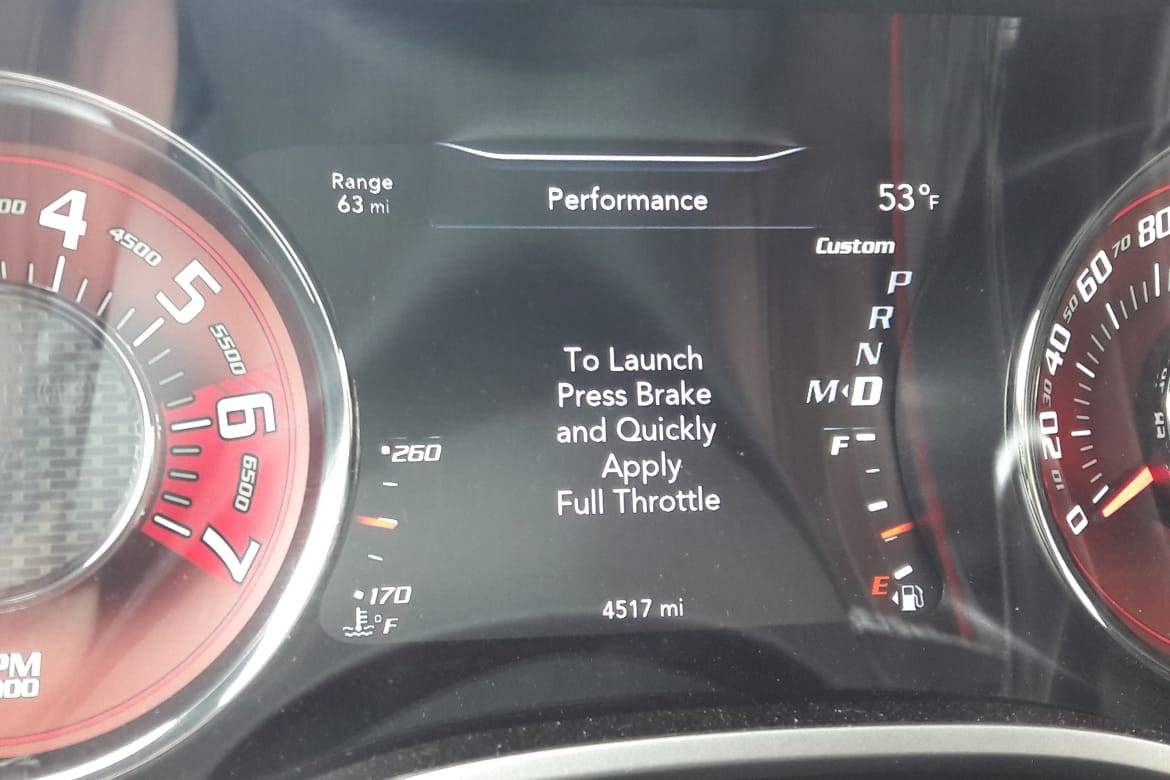 Range
63 mi
Performance
53°F
Custom
P
R
N
M D
To Launch
Press Brake
and Quickly
Apply
Full Throttle
260
170
°F
F
E
4517 mi
4
4500
5
5500
6
6500
7
0
10
20
30
40
50
60
70
80